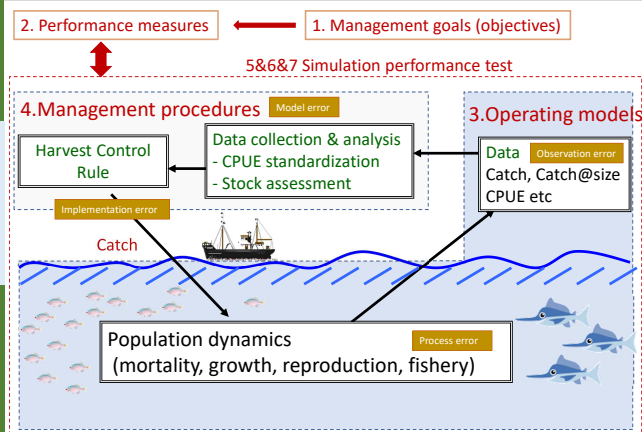 2. Performance measures
1. Management goals (objectives)
5&6&7 Simulation performance test
4.Management procedures
Model error
3.Operating models
Harvest Control
Rule
Data collection & analysis
- CPUE standardization
- Stock assessment
Data
Observation error
Catch, Catch@size
CPUE etc
Implementation error
Catch
Population dynamics
Process error
(mortality, growth, reproduction, fishery)